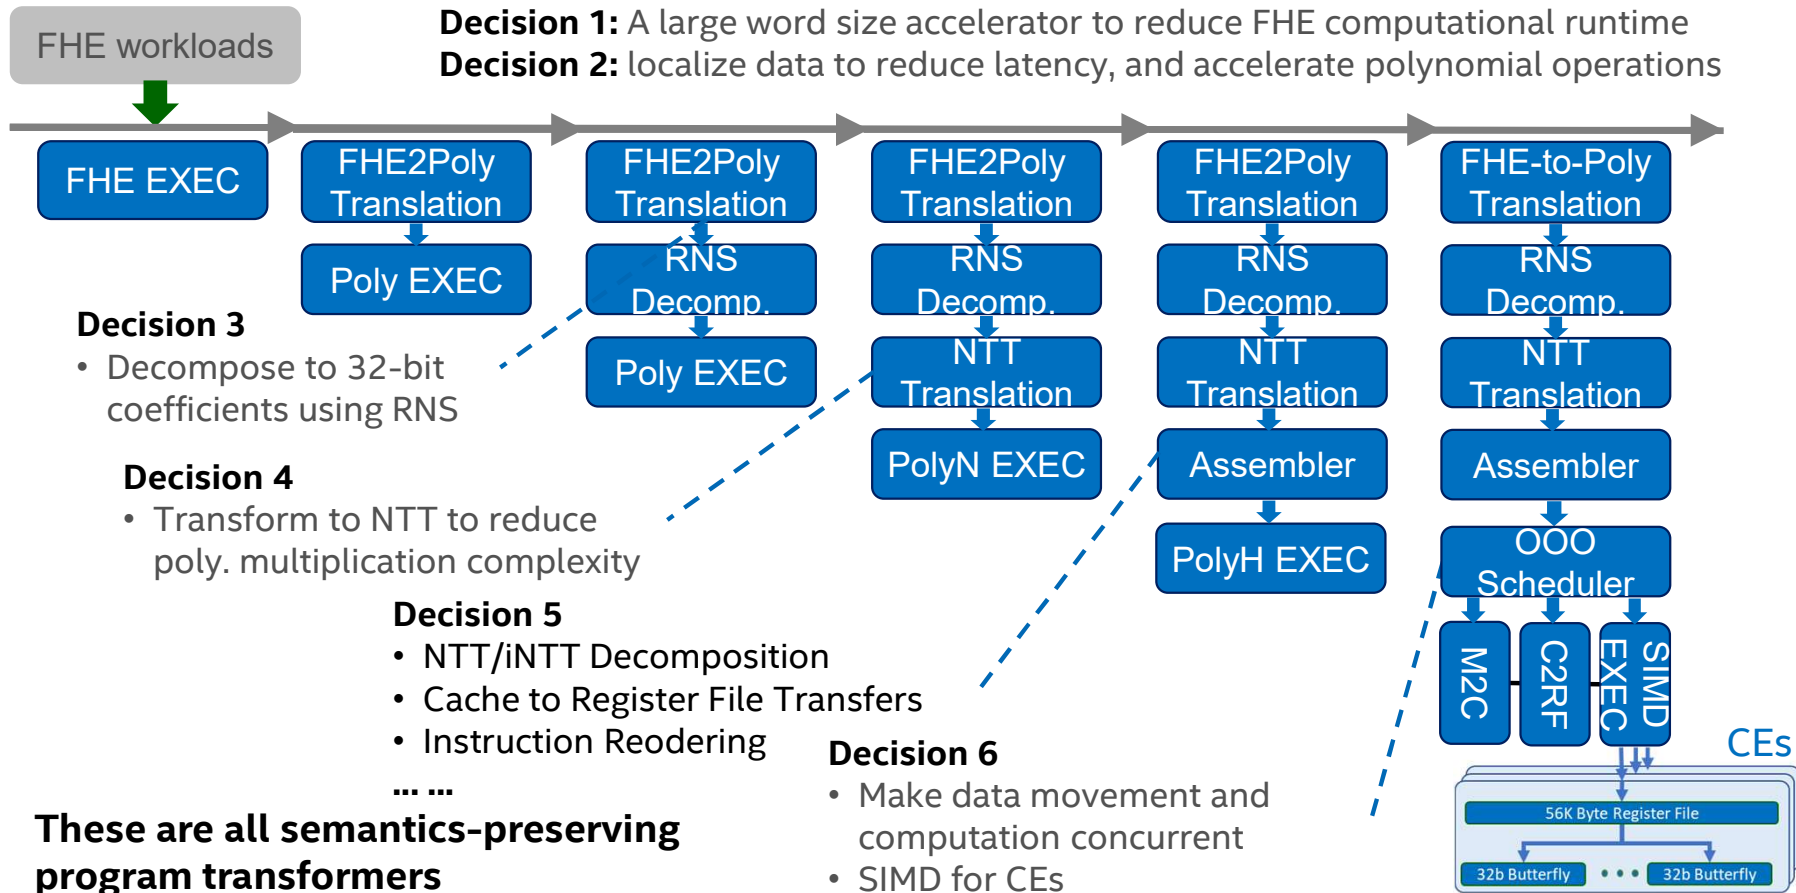 FHE workloads
Decision 1: A large word size accelerator to reduce FHE computational runtime
Decision 2: localize data to reduce latency, and accelerate polynomial operations
FHE EXEC
FHE2Poly
Translation
Poly EXEC
FHE2Poly
Translation
RNS
Decomp.
Poly EXEC
FHE2Poly
Translation
RNS
Decomp.
NTT
Translation
PolyN EXEC
FHE2Poly
Translation
RNS
Decomp.
NTT
Translation
Assembler
PolyH EXEC
FHE-to-Poly
Translation
RNS
Decomp.
NTT
Translation
Assembler
OOO
Scheduler
M2C
C2RF
SIMD
EXEC
CEs
56K Byte Register File
32b Butterfly
• • •
32b Butterfly
Decision 3
• Decompose to 32-bit
coefficients using RNS
Decision 4
• Transform to NTT to reduce
poly. multiplication complexity
Decision 5
• NTT/iNTT Decomposition
• Cache to Register File Transfers
• Instruction Reodering
... ...
Decision 6
• Make data movement and
computation concurrent
• SIMD for CEs
These are all semantics-preserving
program transformers